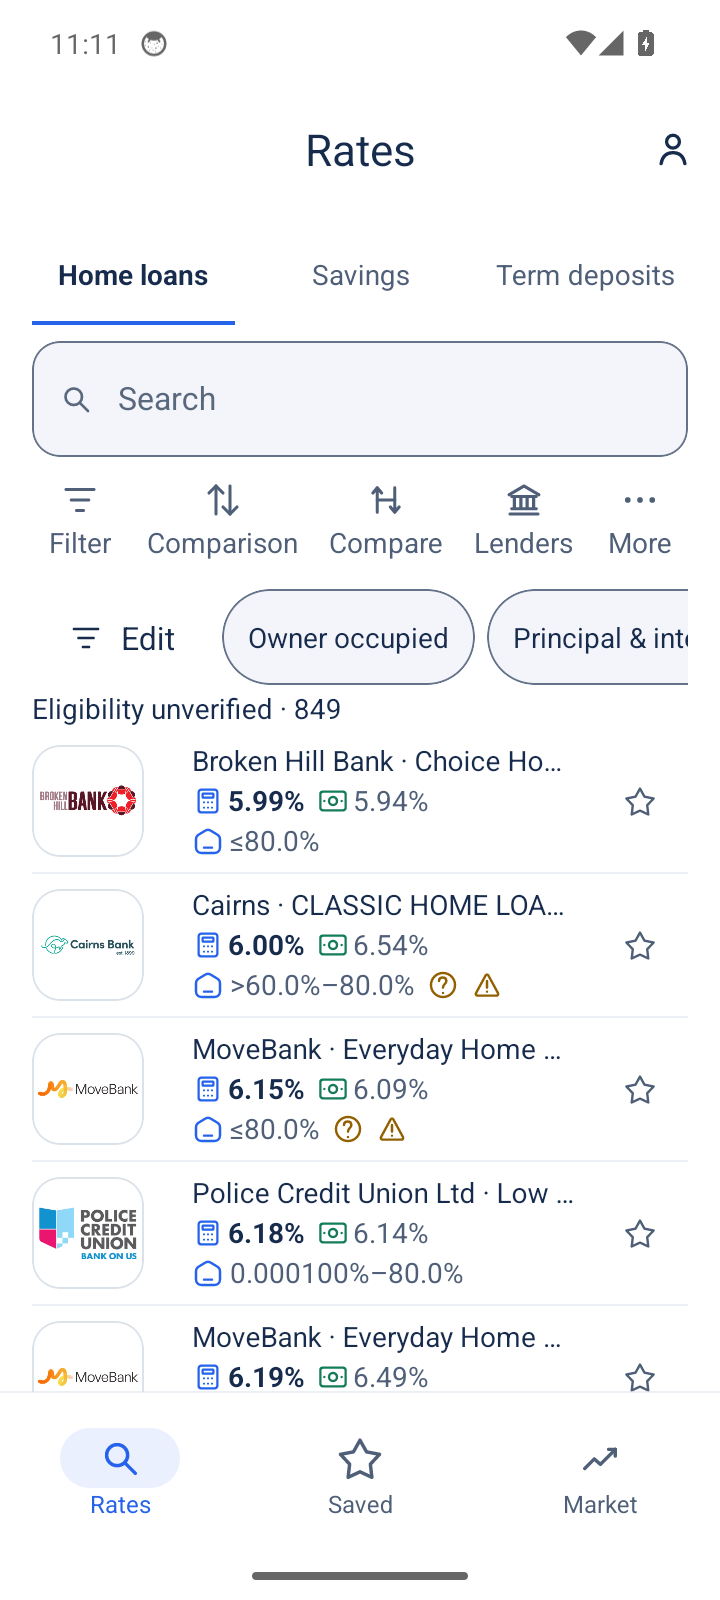 11:11
Rates
Home loans
Savings
Term deposits
Search
Filter
Comparison
Compare
Lenders
More
Edit
Owner occupied
Principal & int
Eligibility unverified · 849
BROKEN HILL BANK
Broken Hill Bank · Choice Ho...
5.99% 5.94%
≤80.0%
Cairns Bank
est. 1899
Cairns · CLASSIC HOME LOA...
6.00% 6.54%
>60.0%–80.0%
MoveBank
MoveBank · Everyday Home ...
6.15% 6.09%
≤80.0%
POLICE
CREDIT
UNION
BANK ON US
Police Credit Union Ltd · Low ...
6.18% 6.14%
0.000100%–80.0%
MoveBank
MoveBank · Everyday Home ...
6.19% 6.49%
Rates
Saved
Market